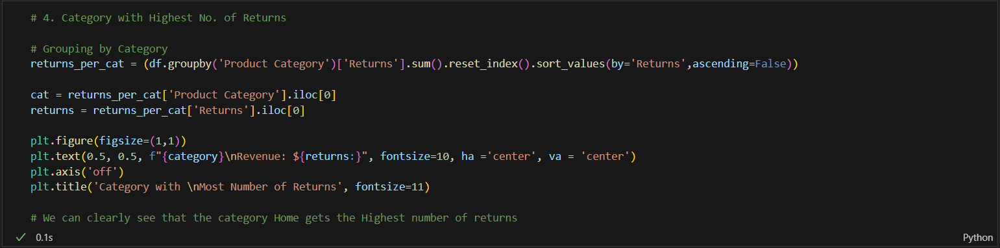 # 4. Category with Highest No. of Returns
# Grouping by Category
returns_per_cat = (df.groupby('Product Category')['Returns'].sum().reset_index().sort_values(by='Returns',ascending=False))
cat = returns_per_cat['Product Category'].iloc[0]
returns = returns_per_cat['Returns'].iloc[0]
plt.figure(figsize=(1,1))
plt.text(0.5, 0.5, f"{category}\nRevenue: ${returns:}", fontsize=10, ha ='center', va = 'center')
plt.axis('off')
plt.title('Category with \nMost Number of Returns', fontsize=11)
# We can clearly see that the category Home gets the Highest number of returns
0.1s
Python